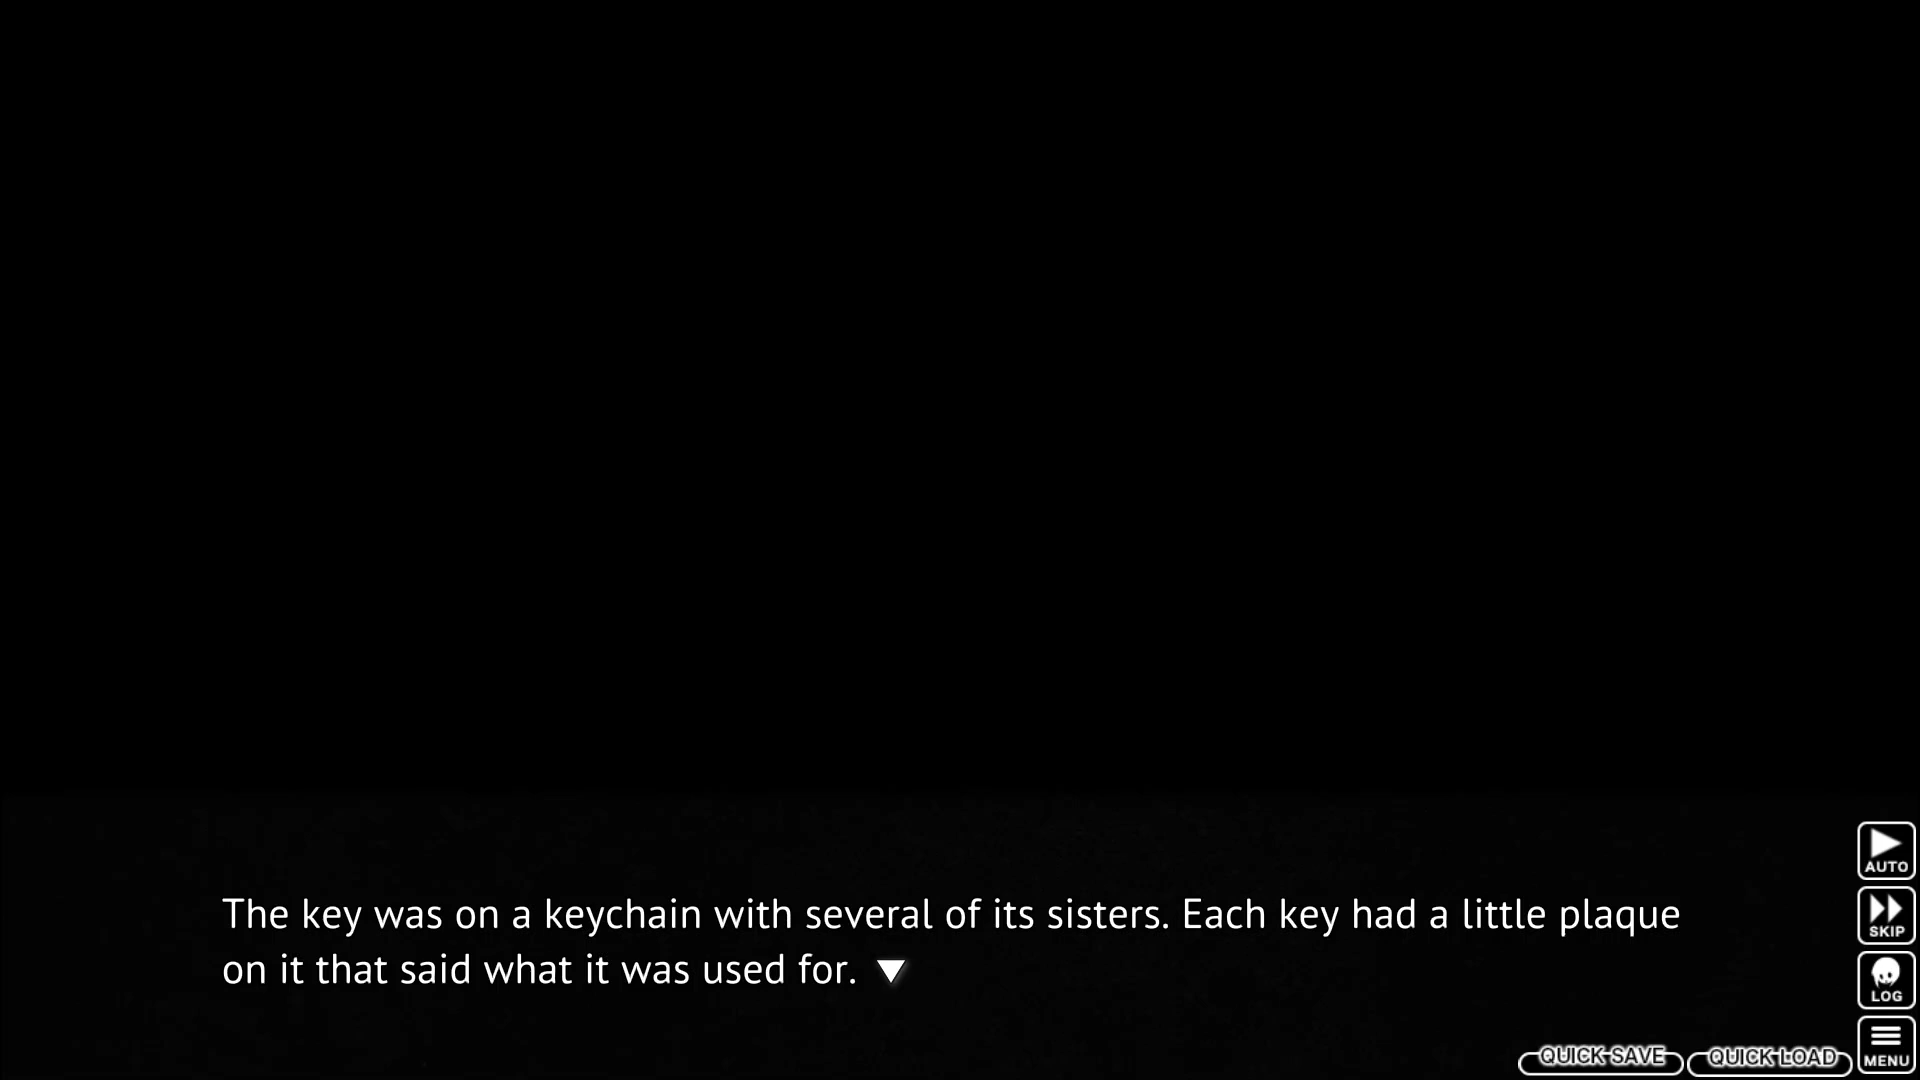 The key was on a keychain with several of its sisters. Each key had a little plaque
on it that said what it was used for.
AUTO
SKIP
LOG
MENU
QUICK SAVE
QUICK LOAD